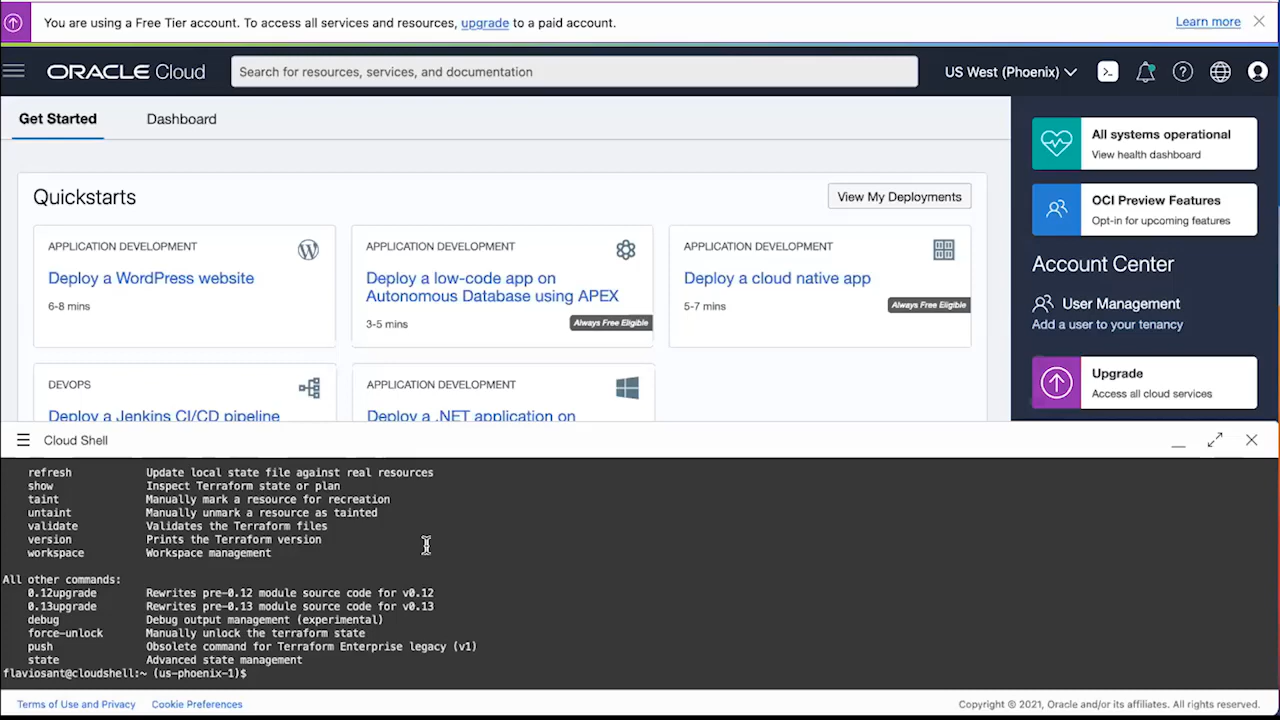 You are using a Free Tier account. To access all services and resources, upgrade to a paid account.
Learn more
ORACLE Cloud
Search for resources, services, and documentation
US West (Phoenix)
Get Started
Dashboard
All systems operational
View health dashboard
Quickstarts
View My Deployments
OCI Preview Features
Opt-in for upcoming features
APPLICATION DEVELOPMENT
Deploy a WordPress website
6-8 mins
APPLICATION DEVELOPMENT
Deploy a low-code app on
Autonomous Database using APEX
3-5 mins
Always Free Eligible
APPLICATION DEVELOPMENT
Deploy a cloud native app
5-7 mins
Always Free Eligible
Account Center
User Management
Add a user to your tenancy
Upgrade
Access all cloud services
DEVOPS
Deploy a Jenkins CI/CD pipeline
APPLICATION DEVELOPMENT
Deploy a .NET application on
Cloud Shell
refresh Update local state file against real resources
show Inspect Terraform state or plan
taint Manually mark a resource for recreation
untaint Manually unmark a resource as tainted
validate Validates the Terraform files
version Prints the Terraform version
workspace Workspace management
All other commands:
0.12upgrade Rewrites pre-0.12 module source code for v0.12
0.13upgrade Rewrites pre-0.13 module source code for v0.13
debug Debug output management (experimental)
force-unlock Manually unlock the terraform state
push Obsolete command for Terraform Enterprise legacy (v1)
state Advanced state management
flaviosant@cloudshell:~ (us-phoenix-1)$
Terms of Use and Privacy
Cookie Preferences
Copyright © 2021, Oracle and/or its affiliates. All rights reserved.